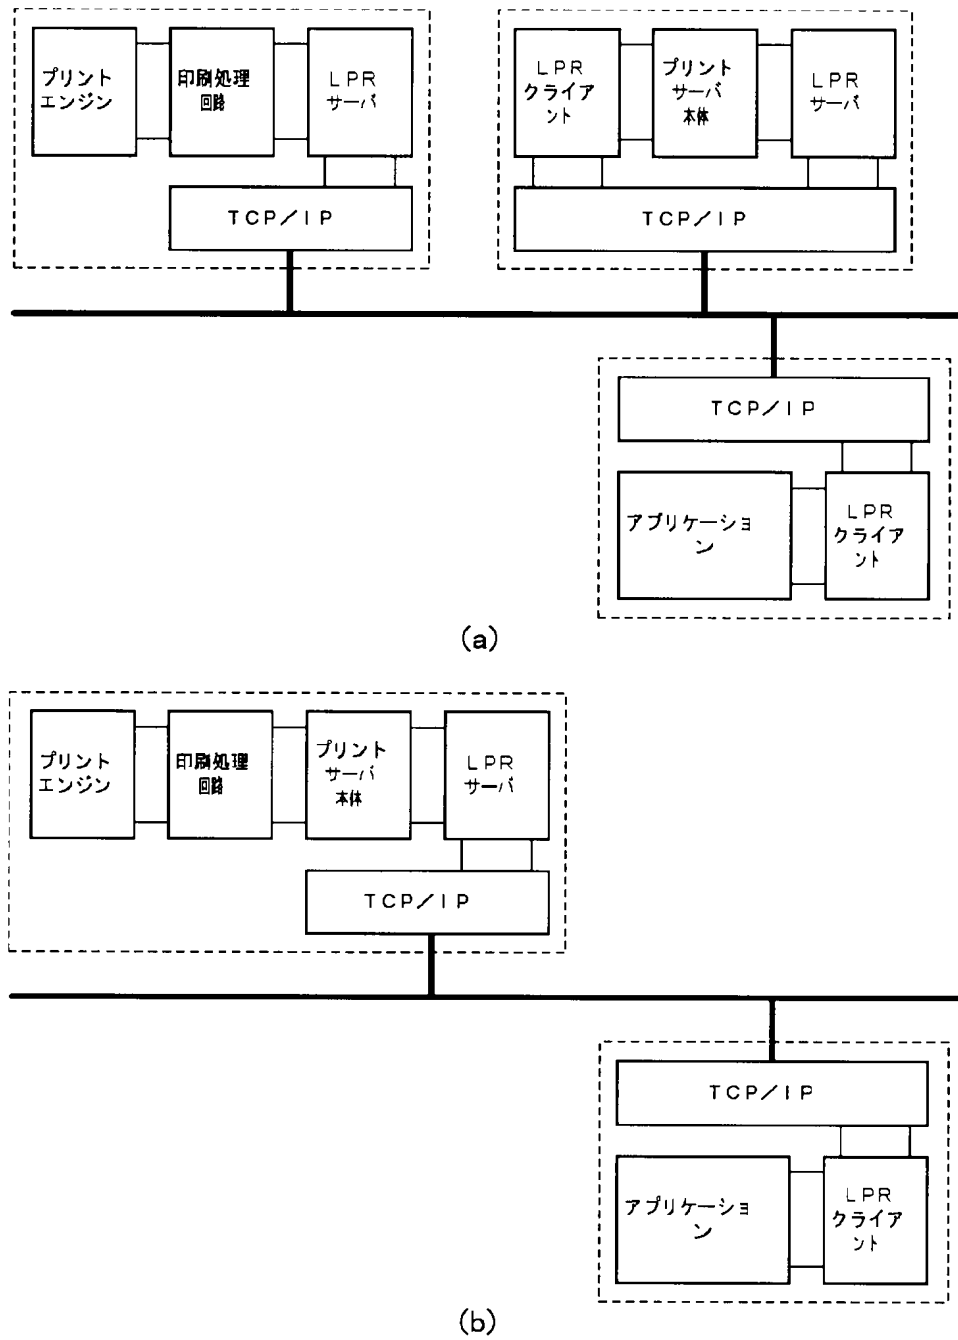 プリント
エンジン
印刷処理
回路
LPR
サーバ
TCP/IP
LPR
クライア
ント
プリント
サーバ
本体
LPR
サーバ
TCP/IP
TCP/IP
アプリケーショ
ン
LPR
クライア
ント
(a)
プリント
エンジン
印刷処理
回路
プリント
サーバ
本体
LPR
サーバ
TCP/IP
TCP/IP
アプリケーショ
ン
LPR
クライア
ント
(b)